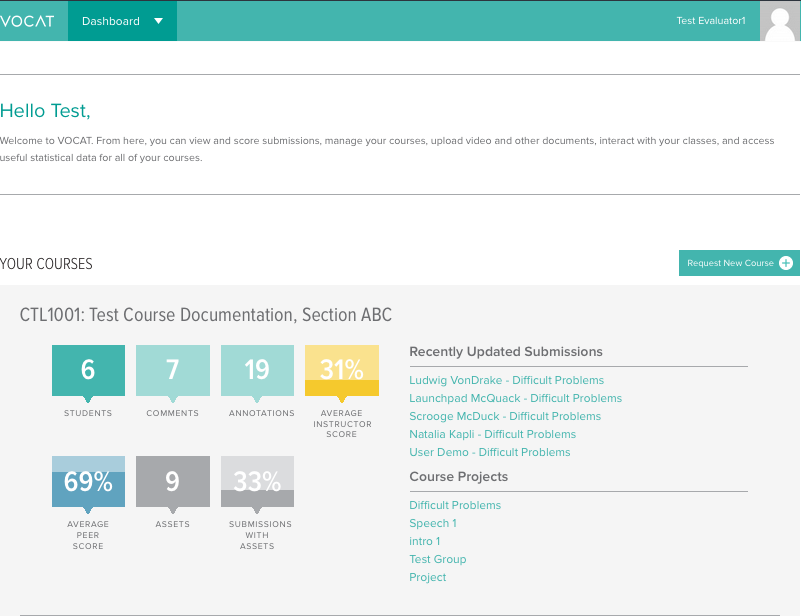 VOCAT
Dashboard
Test Evaluator1
Hello Test,
Welcome to VOCAT. From here, you can view and score submissions, manage your courses, upload video and other documents, interact with your classes, and access
useful statistical data for all of your courses.
YOUR COURSES
Request New Course
CTL1001: Test Course Documentation, Section ABC
6
STUDENTS
7
COMMENTS
19
ANNOTATIONS
31%
AVERAGE
INSTRUCTOR
SCORE
69%
AVERAGE
PEER
SCORE
9
ASSETS
33%
SUBMISSIONS
WITH
ASSETS
Recently Updated Submissions
Ludwig VonDrake - Difficult Problems
Launchpad McQuack - Difficult Problems
Scrooge McDuck - Difficult Problems
Natalia Kapli - Difficult Problems
User Demo - Difficult Problems
Course Projects
Difficult Problems
Speech 1
intro 1
Test Group
Project